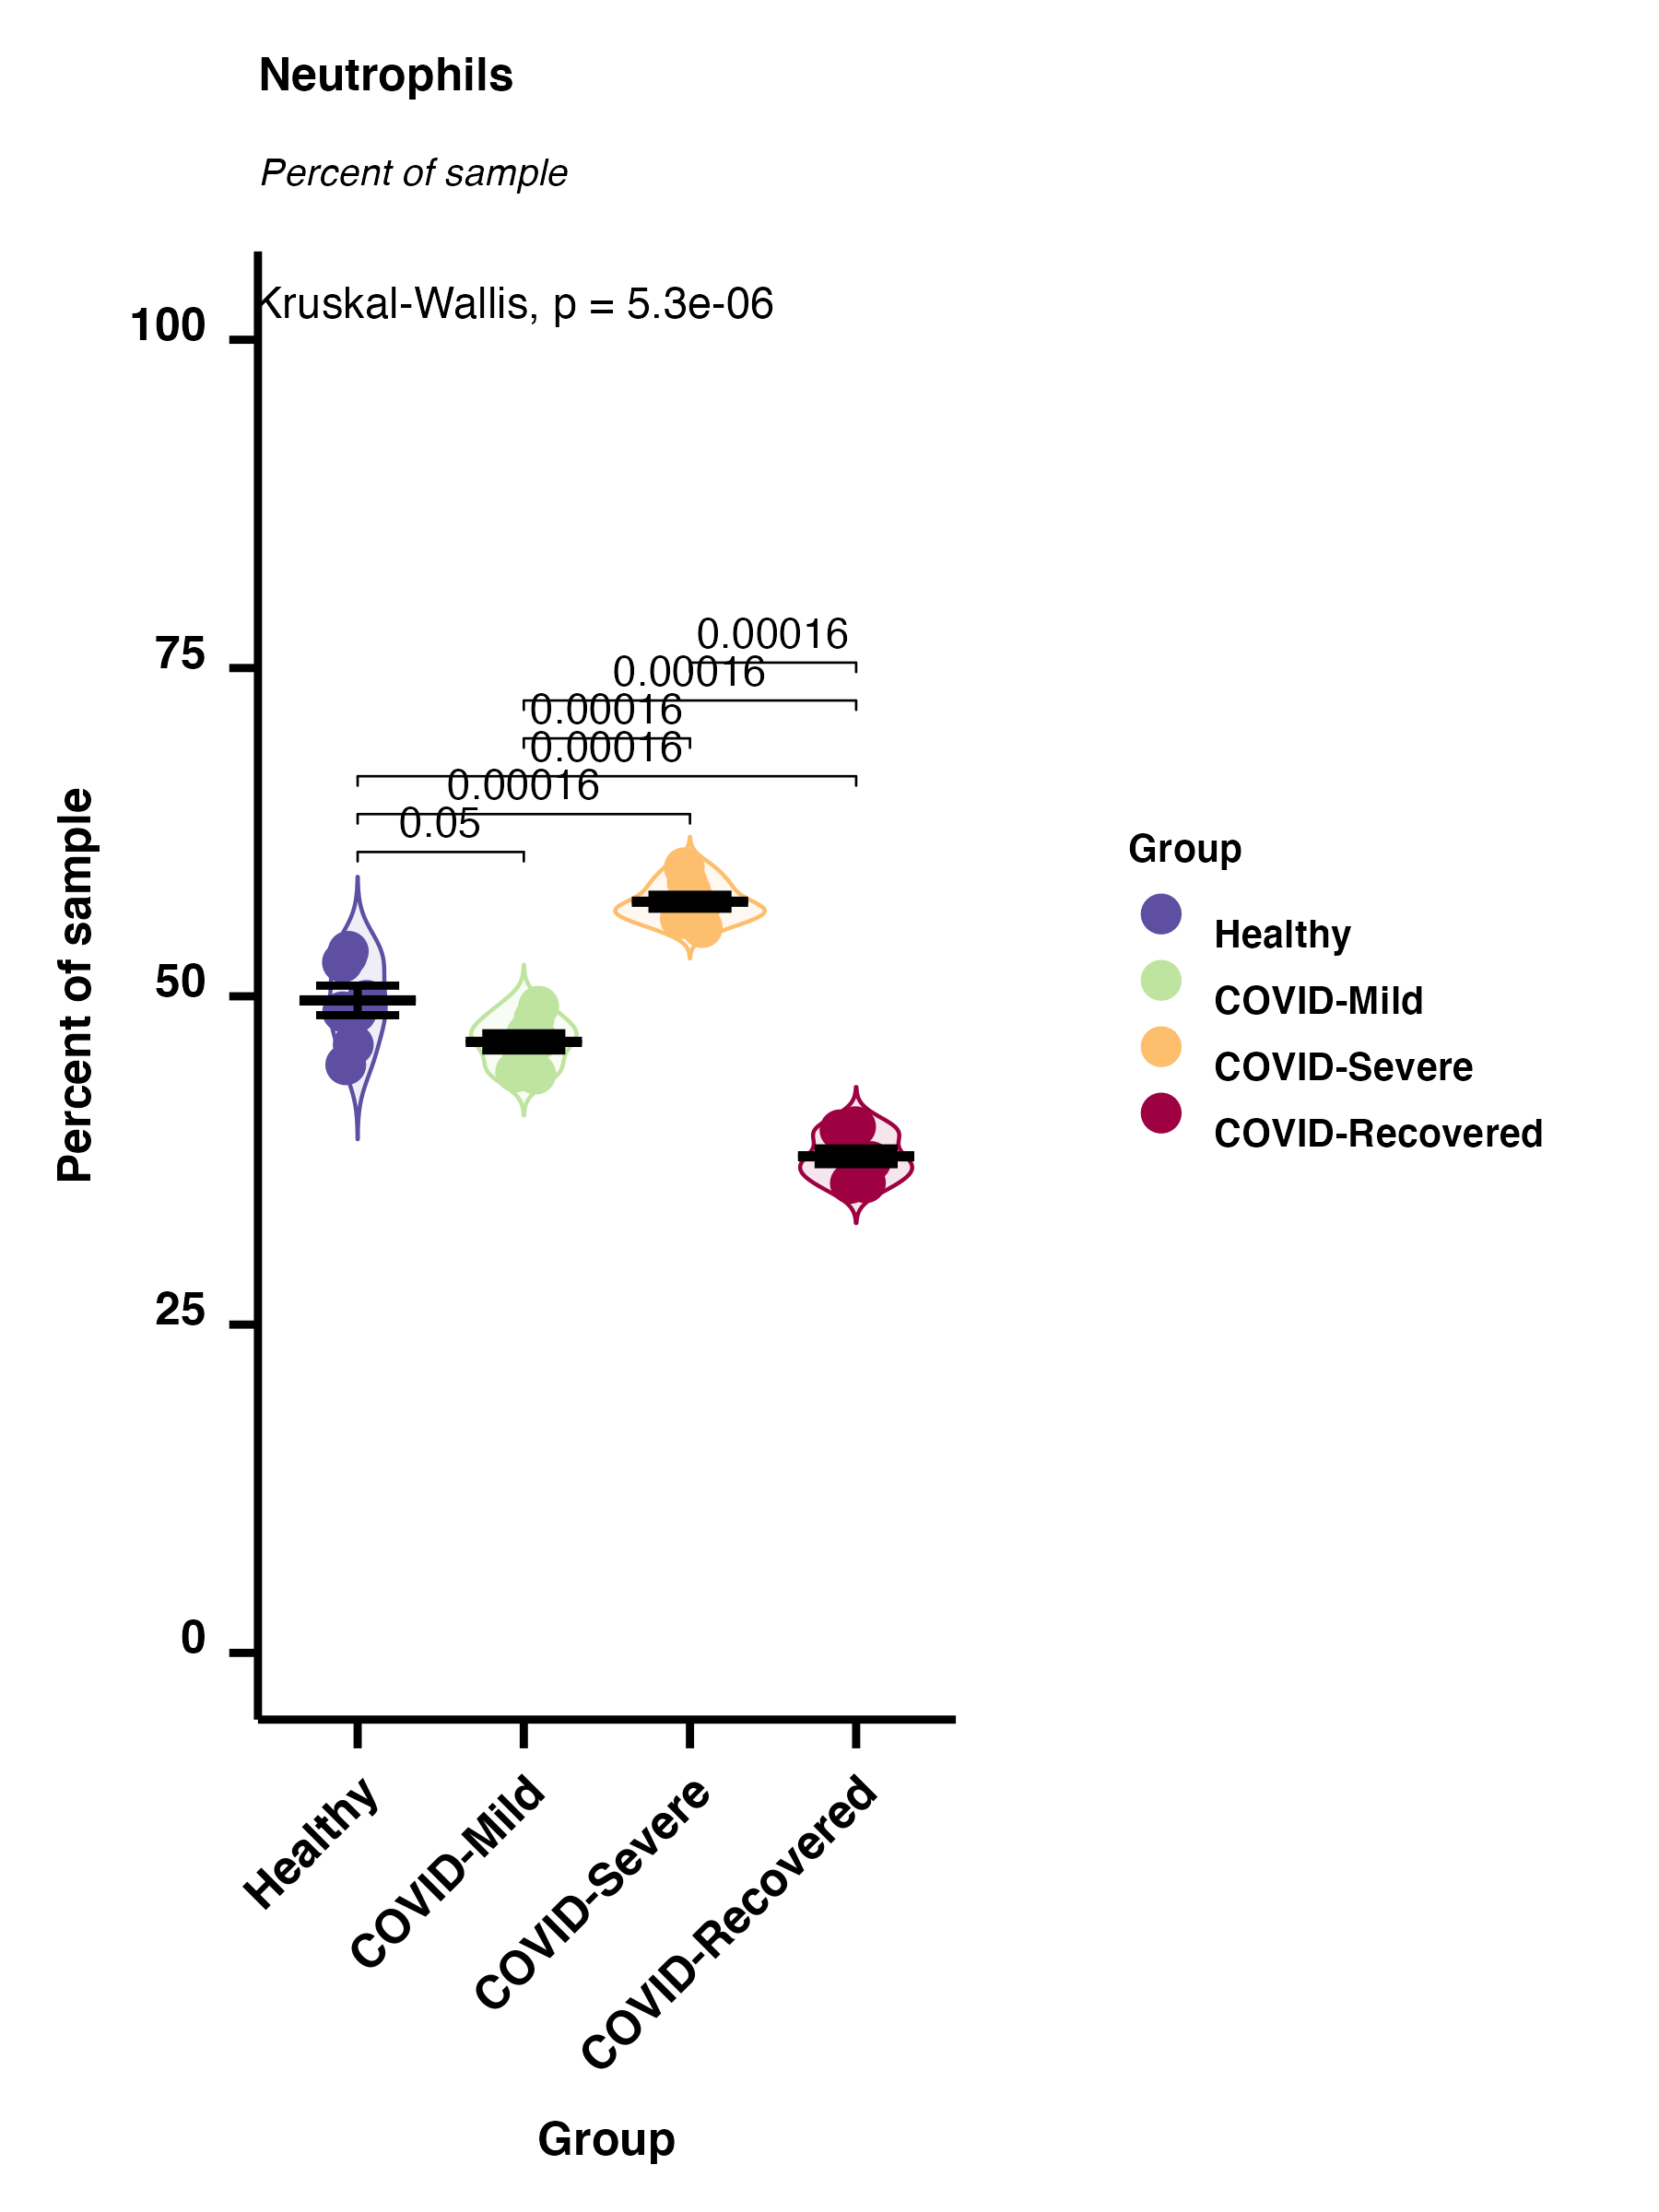 Neutrophils
Percent of sample
Kruskal-Wallis, p = 5.3e-06
100
75
50
25
0
Percent of sample
0.00016
0.00016
0.00016
0.00016
0.00016
0.05
Group
Healthy
COVID-Mild
COVID-Severe
COVID-Recovered
Healthy
COVID-Mild
COVID-Severe
COVID-Recovered
Group